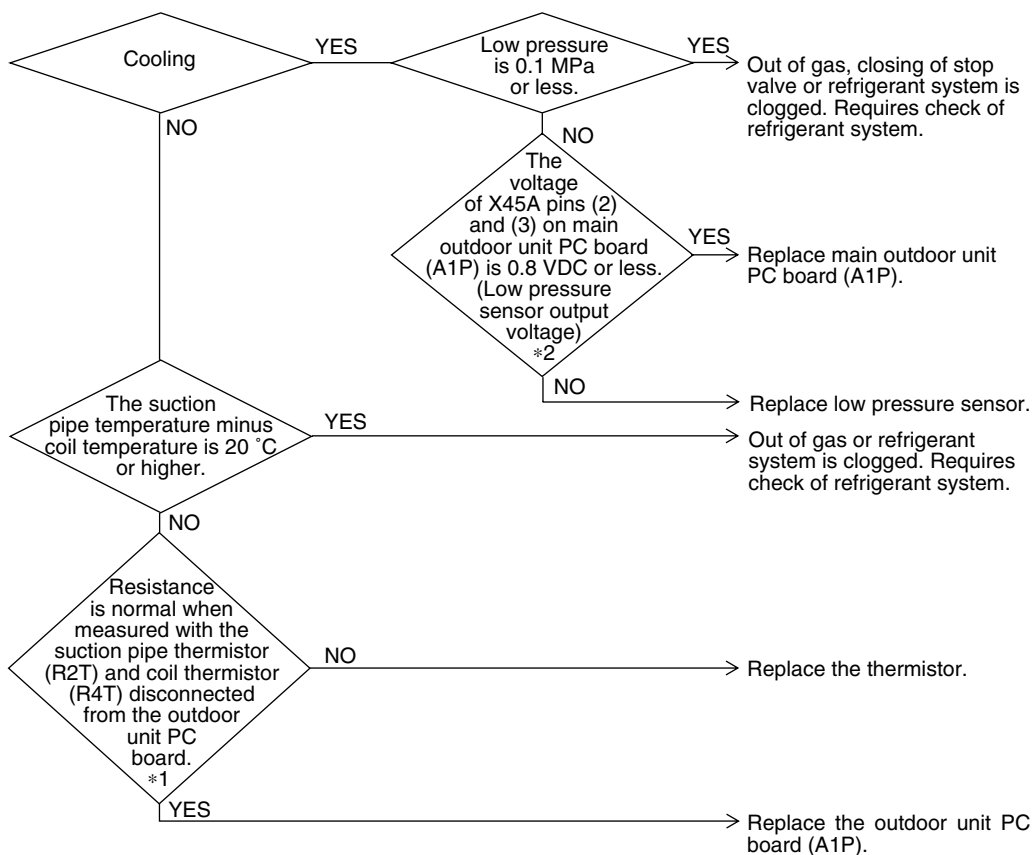 Cooling
YES
Low pressure
is 0.1 MPa
or less.
YES
Out of gas, closing of stop
valve or refrigerant system is
clogged. Requires check of
refrigerant system.
NO
NO
The
voltage
of X45A pins (2)
and (3) on main
outdoor unit PC board
(A1P) is 0.8 VDC or less.
(Low pressure
sensor output
voltage)
*2
YES
Replace main outdoor unit
PC board (A1P).
NO
Replace low pressure sensor.
The suction
pipe temperature minus
coil temperature is 20 °C
or higher.
YES
Out of gas or refrigerant
system is clogged. Requires
check of refrigerant system.
NO
Resistance
is normal when
measured with the
suction pipe thermistor
(R2T) and coil thermistor
(R4T) disconnected
from the outdoor
unit PC
board.
*1
NO
Replace the thermistor.
YES
Replace the outdoor unit PC
board (A1P).